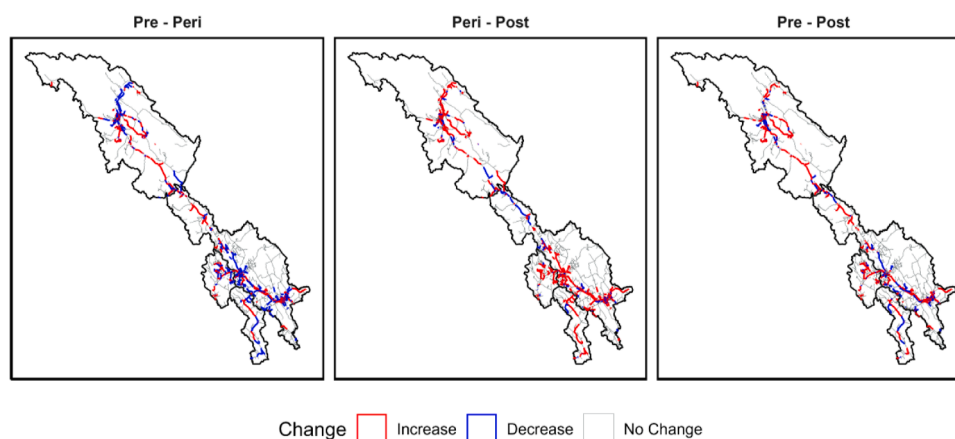 Pre - Peri
Peri - Post
Pre - Post
Change Increase Decrease No Change